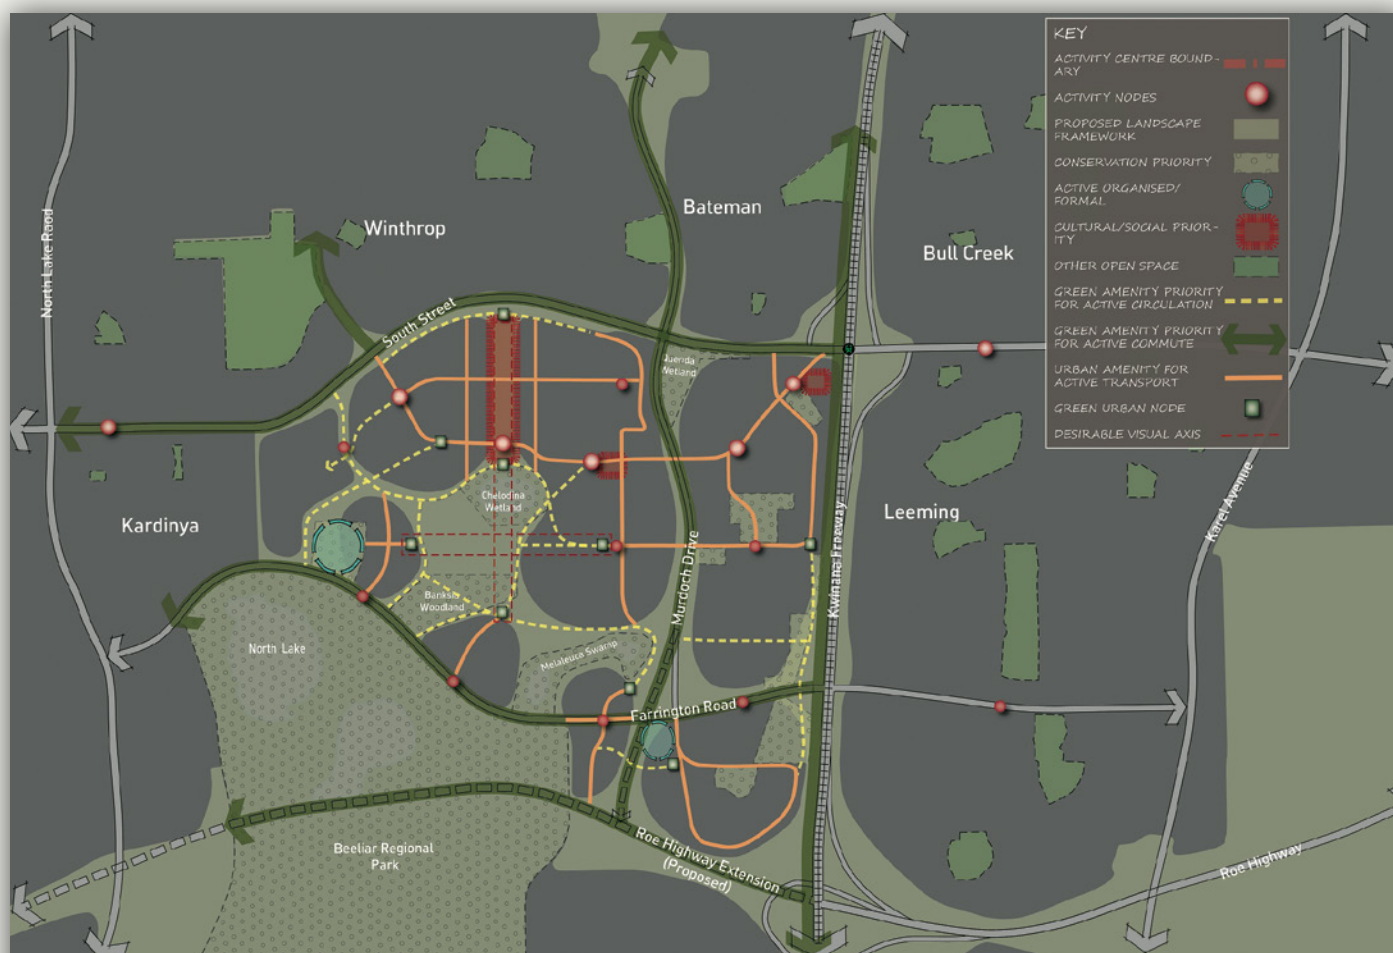 KEY
ACTIVITY CENTRE BOUND-
ARY
ACTIVITY NODES
PROPOSED LANDSCAPE
FRAMEWORK
CONSERVATION PRIORITY
ACTIVE ORGANISED/
FORMAL
CULTURAL/SOCIAL PRIOR-
ITY
OTHER OPEN SPACE
GREEN AMENITY PRIORITY
FOR ACTIVE CIRCULATION
GREEN AMENITY PRIORITY
FOR ACTIVE COMMUTE
URBAN AMENITY FOR
ACTIVE TRANSPORT
GREEN URBAN NODE
DESIRABLE VISUAL AXIS
North Lake Raod
Winthrop
Bateman
Bull Creek
South Street
Querida
Wetland
Chelodina
Wetland
Kardinya
Leeming
Kwinana Freeway
Karel Avenue
Murdoch Drive
Banksia
Woodland
North Lake
Melaleuca Swamp
Farrington Road
Beeliar Regional
Park
Roe Highway Extension
(Proposed)
Roe Highway